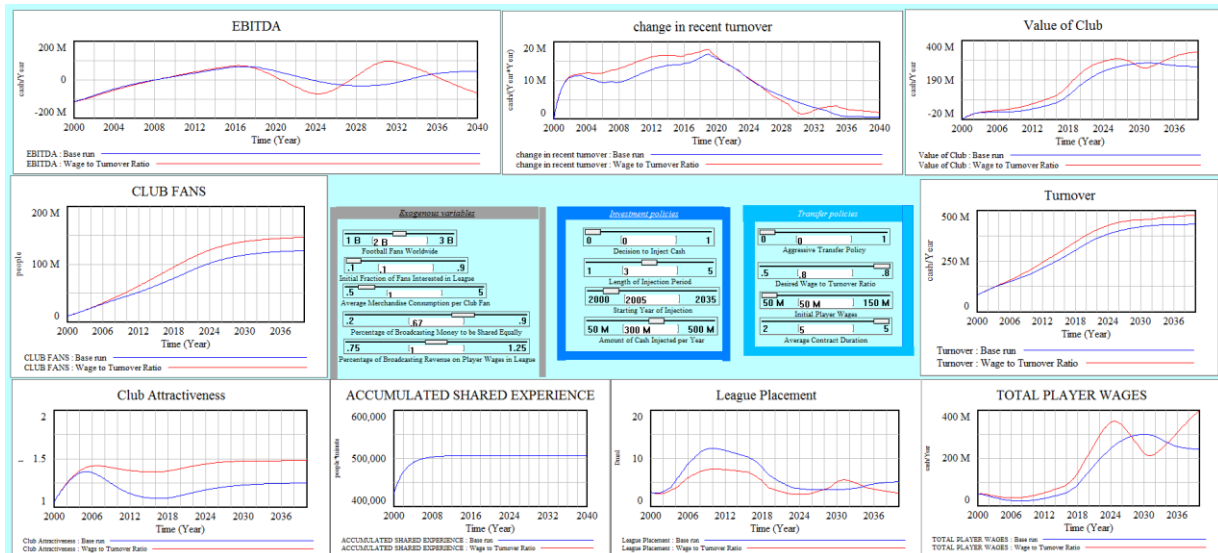 EBITDA
200 M
0
-200 M
cash/Year
2000 2004 2008 2012 2016 2020 2024 2028 2032 2036 2040
Time (Year)
EBITDA : Base run
EBITDA : Wage to Turnover Ratio
change in recent turnover
20 M
10 M
0
cash/(Year*Year)
2000 2004 2008 2012 2016 2020 2024 2028 2032 2036 2040
Time (Year)
change in recent turnover : Base run
change in recent turnover : Wage to Turnover Ratio
Value of Club
400 M
190 M
-20 M
cash/Year
2000 2006 2012 2018 2024 2030 2036
Time (Year)
Value of Club : Base run
Value of Club : Wage to Turnover Ratio
CLUB FANS
200 M
100 M
0
people
2000 2006 2012 2018 2024 2030 2036
Time (Year)
CLUB FANS : Base run
CLUB FANS : Wage to Turnover Ratio
Exogenous variables
1 B 2 B 3 B
Football Fans Worldwide
.1 .1 .9
Initial Fraction of Fans Interested in League
.5 1 5
Average Merchandise Consumption per Club Fan
.2 .67 .9
Percentage of Broadcasting Money to be Shared Equally
.75 1 1.25
Percentage of Broadcasting Revenue on Player Wages in League
Investment policies
0 0 1
Decision to Inject Cash
1 3 5
Length of Injection Period
2000 2005 2035
Starting Year of Injection
50 M 300 M 500 M
Amount of Cash Injected per Year
Transfer policies
0 0 1
Aggressive Transfer Policy
.5 .8 .8
Desired Wage to Turnover Ratio
50 M 50 M 150 M
Initial Player Wages
2 5 5
Average Contract Duration
Turnover
500 M
250 M
0
cash/Year
2000 2006 2012 2018 2024 2030 2036
Time (Year)
Turnover : Base run
Turnover : Wage to Turnover Ratio
Club Attractiveness
2
1.5
1
1
2000 2006 2012 2018 2024 2030 2036
Time (Year)
Club Attractiveness : Base run
Club Attractiveness : Wage to Turnover Ratio
ACCUMULATED SHARED EXPERIENCE
600,000
500,000
400,000
people*minute
2000 2008 2016 2024 2032 2040
Time (Year)
ACCUMULATED SHARED EXPERIENCE : Base run
ACCUMULATED SHARED EXPERIENCE : Wage to Turnover Ratio
League Placement
20
10
0
Dmnl
2000 2006 2012 2018 2024 2030 2036
Time (Year)
League Placement : Base run
League Placement : Wage to Turnover Ratio
TOTAL PLAYER WAGES
400 M
200 M
0
cash/Year
2000 2006 2012 2018 2024 2030 2036
Time (Year)
TOTAL PLAYER WAGES : Base run
TOTAL PLAYER WAGES : Wage to Turnover Ratio